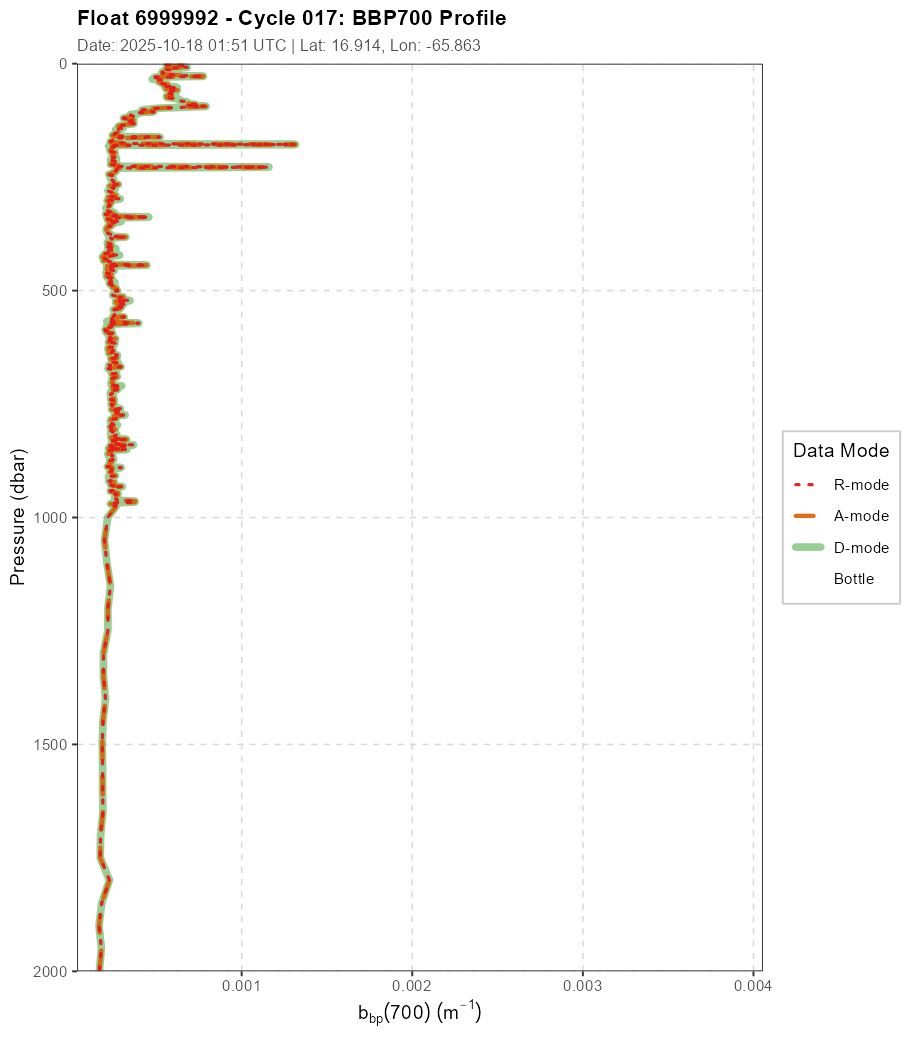 Float 6999992 - Cycle 017: BBP700 Profile
Date: 2025-10-18 01:51 UTC | Lat: 16.914, Lon: -65.863
0
500
1000
1500
2000
Pressure (dbar)
0.001
0.002
0.003
0.004
b_bp(700) (m⁻¹)
Data Mode
R-mode
A-mode
D-mode
Bottle